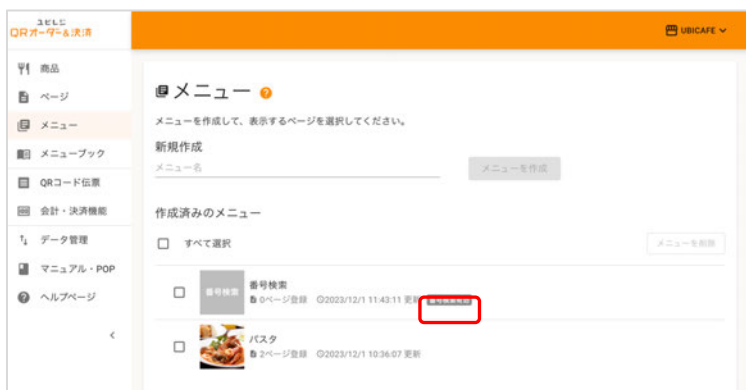 ユビレジ
QRオーダー&決済
UBICAFE
商品
ページ
メニュー
メニューブック
QRコード伝票
会計・決済機能
データ管理
マニュアル・POP
ヘルプページ
メニュー
メニューを作成して、表示するページを選択してください。
新規作成
メニュー名
メニューを作成
作成済みのメニュー
すべて選択
メニューを削除
番号検索
番号検索
0ページ登録 2023/12/1 11:43:11 更新
パスタ
2ページ登録 2023/12/1 10:36:07 更新